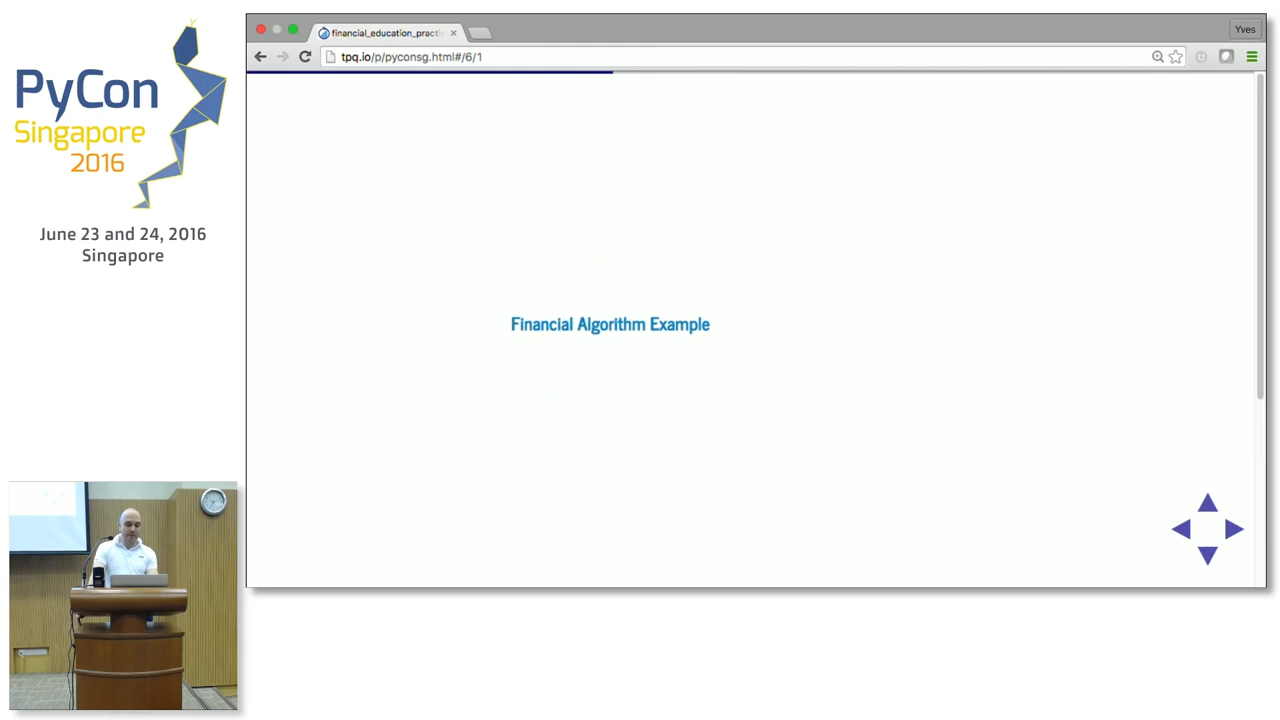 PyCon
Singapore
2016
June 23 and 24, 2016
Singapore
financial_education_practic
Yves
tpq.io/p/pyconsg.html#/6/1
Financial Algorithm Example